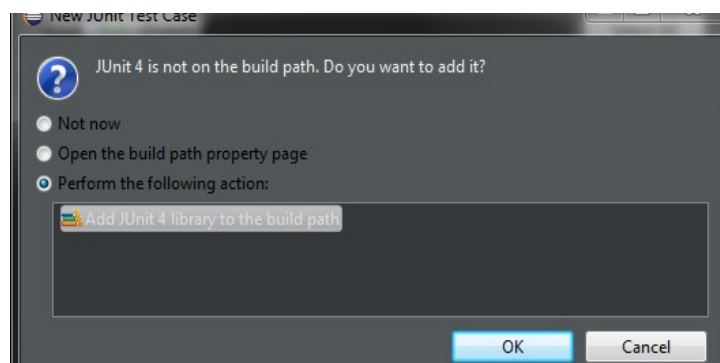 New JUnit Test Case
JUnit 4 is not on the build path. Do you want to add it?
Not now
Open the build path property page
Perform the following action:
Add JUnit 4 library to the build path
OK
Cancel